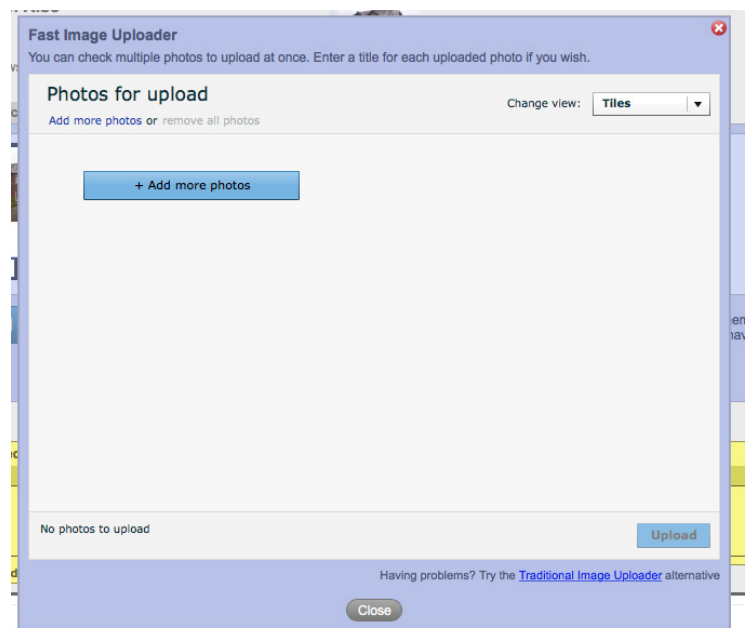 Fast Image Uploader
You can check multiple photos to upload at once. Enter a title for each uploaded photo if you wish.
Photos for upload
Change view: Tiles
Add more photos or remove all photos
+ Add more photos
No photos to upload
Upload
Having problems? Try the Traditional Image Uploader alternative
Close